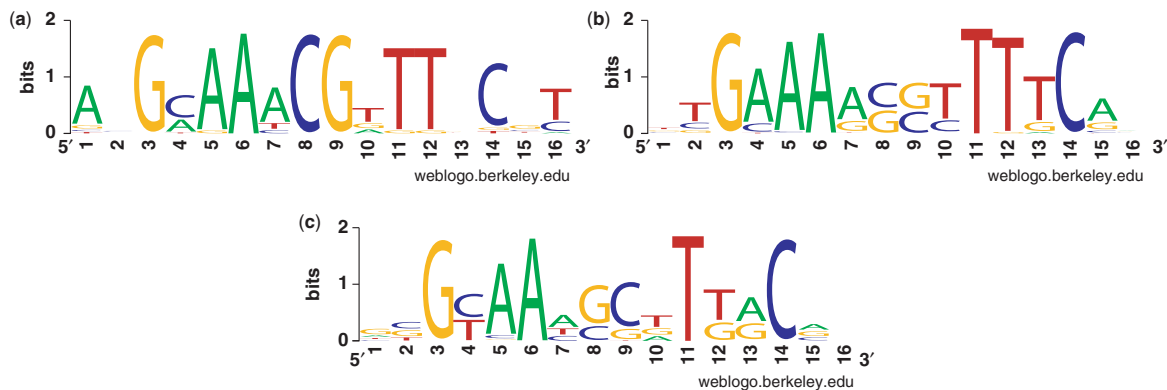 (a)
2
bits
1
0
A G C A A A A C G T T T C T C
5′ 1 2 3 4 5 6 7 8 9 10 11 12 13 14 15 16 3′
weblogo.berkeley.edu
(b)
2
bits
1
0
T C G A C A A A G C G G C T C T T T G C A G
5′ 1 2 3 4 5 6 7 8 9 10 11 12 13 14 15 16 3′
weblogo.berkeley.edu
(c)
2
bits
1
0
G C T A A A T G C C G T T T G A G C A
5′ 1 2 3 4 5 6 7 8 9 10 11 12 13 14 15 16 3′
weblogo.berkeley.edu